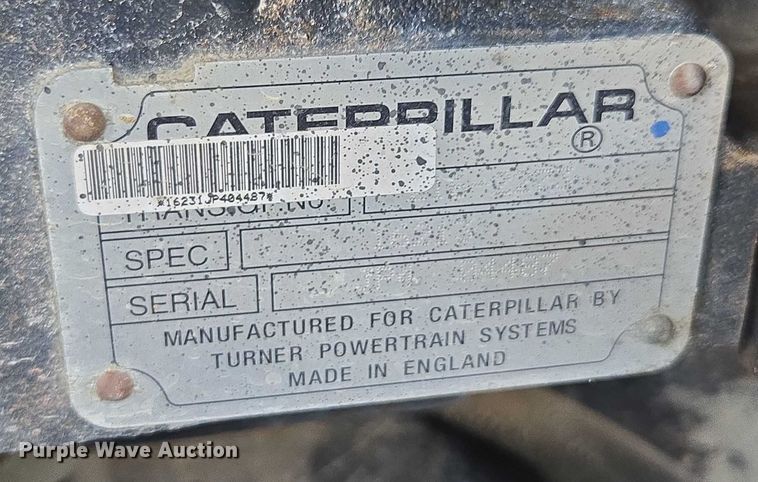 CATERPILLAR
®
*16231JP404487*
TRANS GP No.
SPEC
SERIAL
MANUFACTURED FOR CATERPILLAR BY
TURNER POWERTRAIN SYSTEMS
MADE IN ENGLAND
Purple Wave Auction